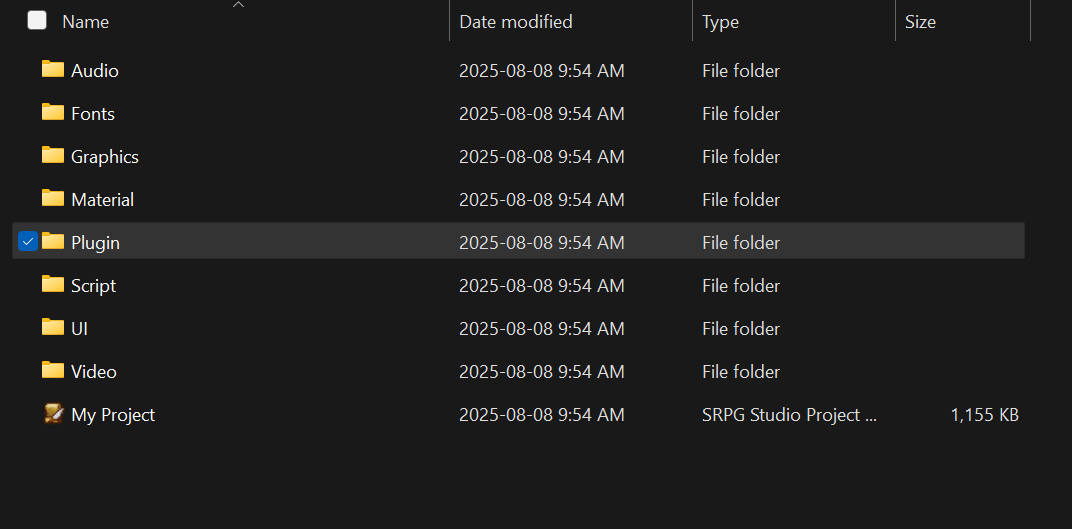 Name Date modified Type Size
Audio 2025-08-08 9:54 AM File folder
Fonts 2025-08-08 9:54 AM File folder
Graphics 2025-08-08 9:54 AM File folder
Material 2025-08-08 9:54 AM File folder
Plugin 2025-08-08 9:54 AM File folder
Script 2025-08-08 9:54 AM File folder
UI 2025-08-08 9:54 AM File folder
Video 2025-08-08 9:54 AM File folder
My Project 2025-08-08 9:54 AM SRPG Studio Project ... 1,155 KB